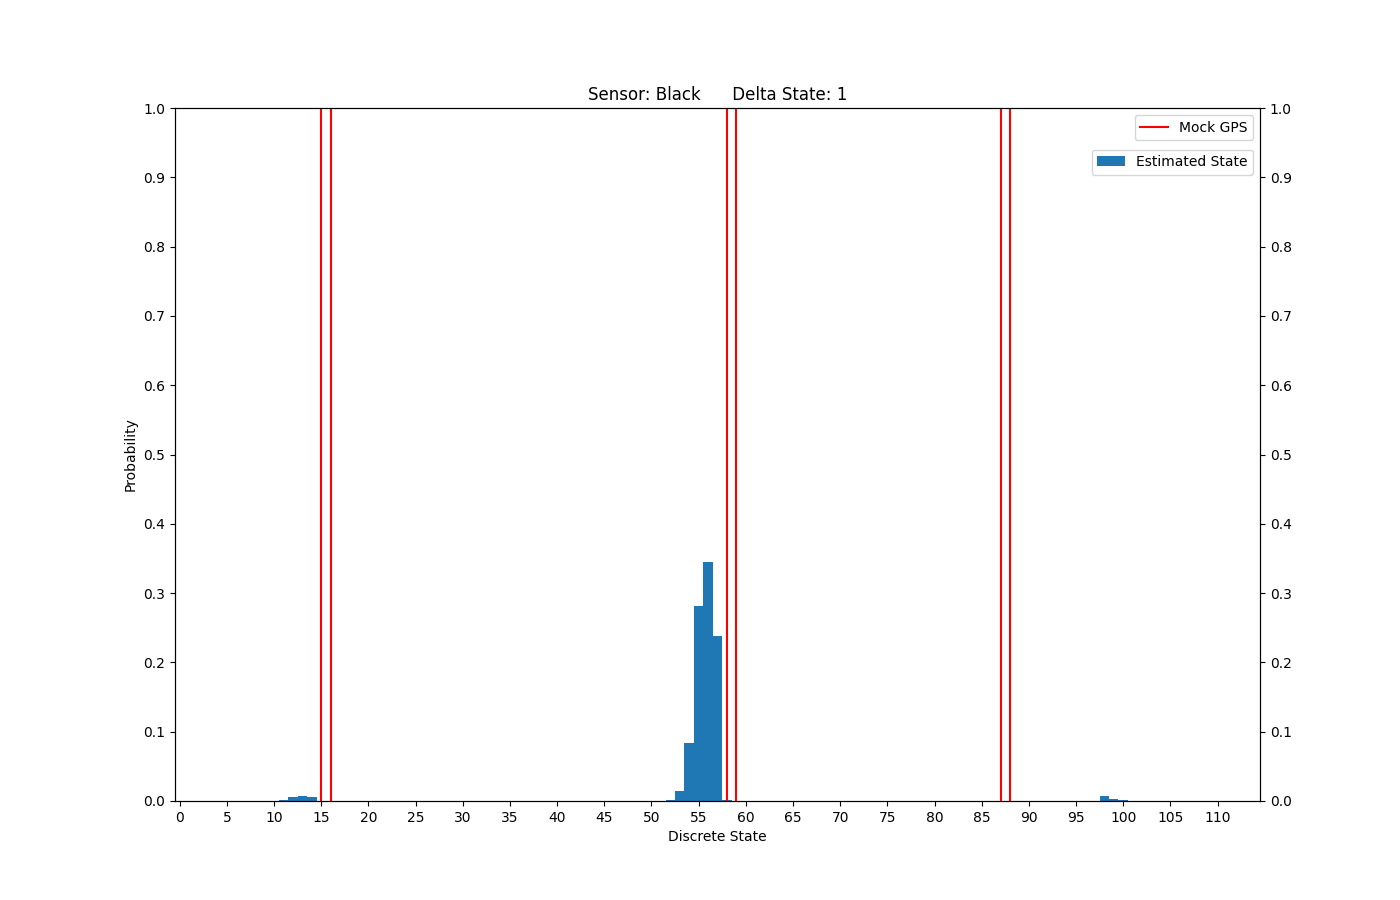 Sensor: Black Delta State: 1
1.0 1.0
Mock GPS
Estimated State
0.9 0.9
0.8 0.8
0.7 0.7
0.6 0.6
0.5 0.5
0.4 0.4
0.3 0.3
0.2 0.2
0.1 0.1
0.0 0.0
Probability
0 5 10 15 20 25 30 35 40 45 50 55 60 65 70 75 80 85 90 95 100 105 110
Discrete State